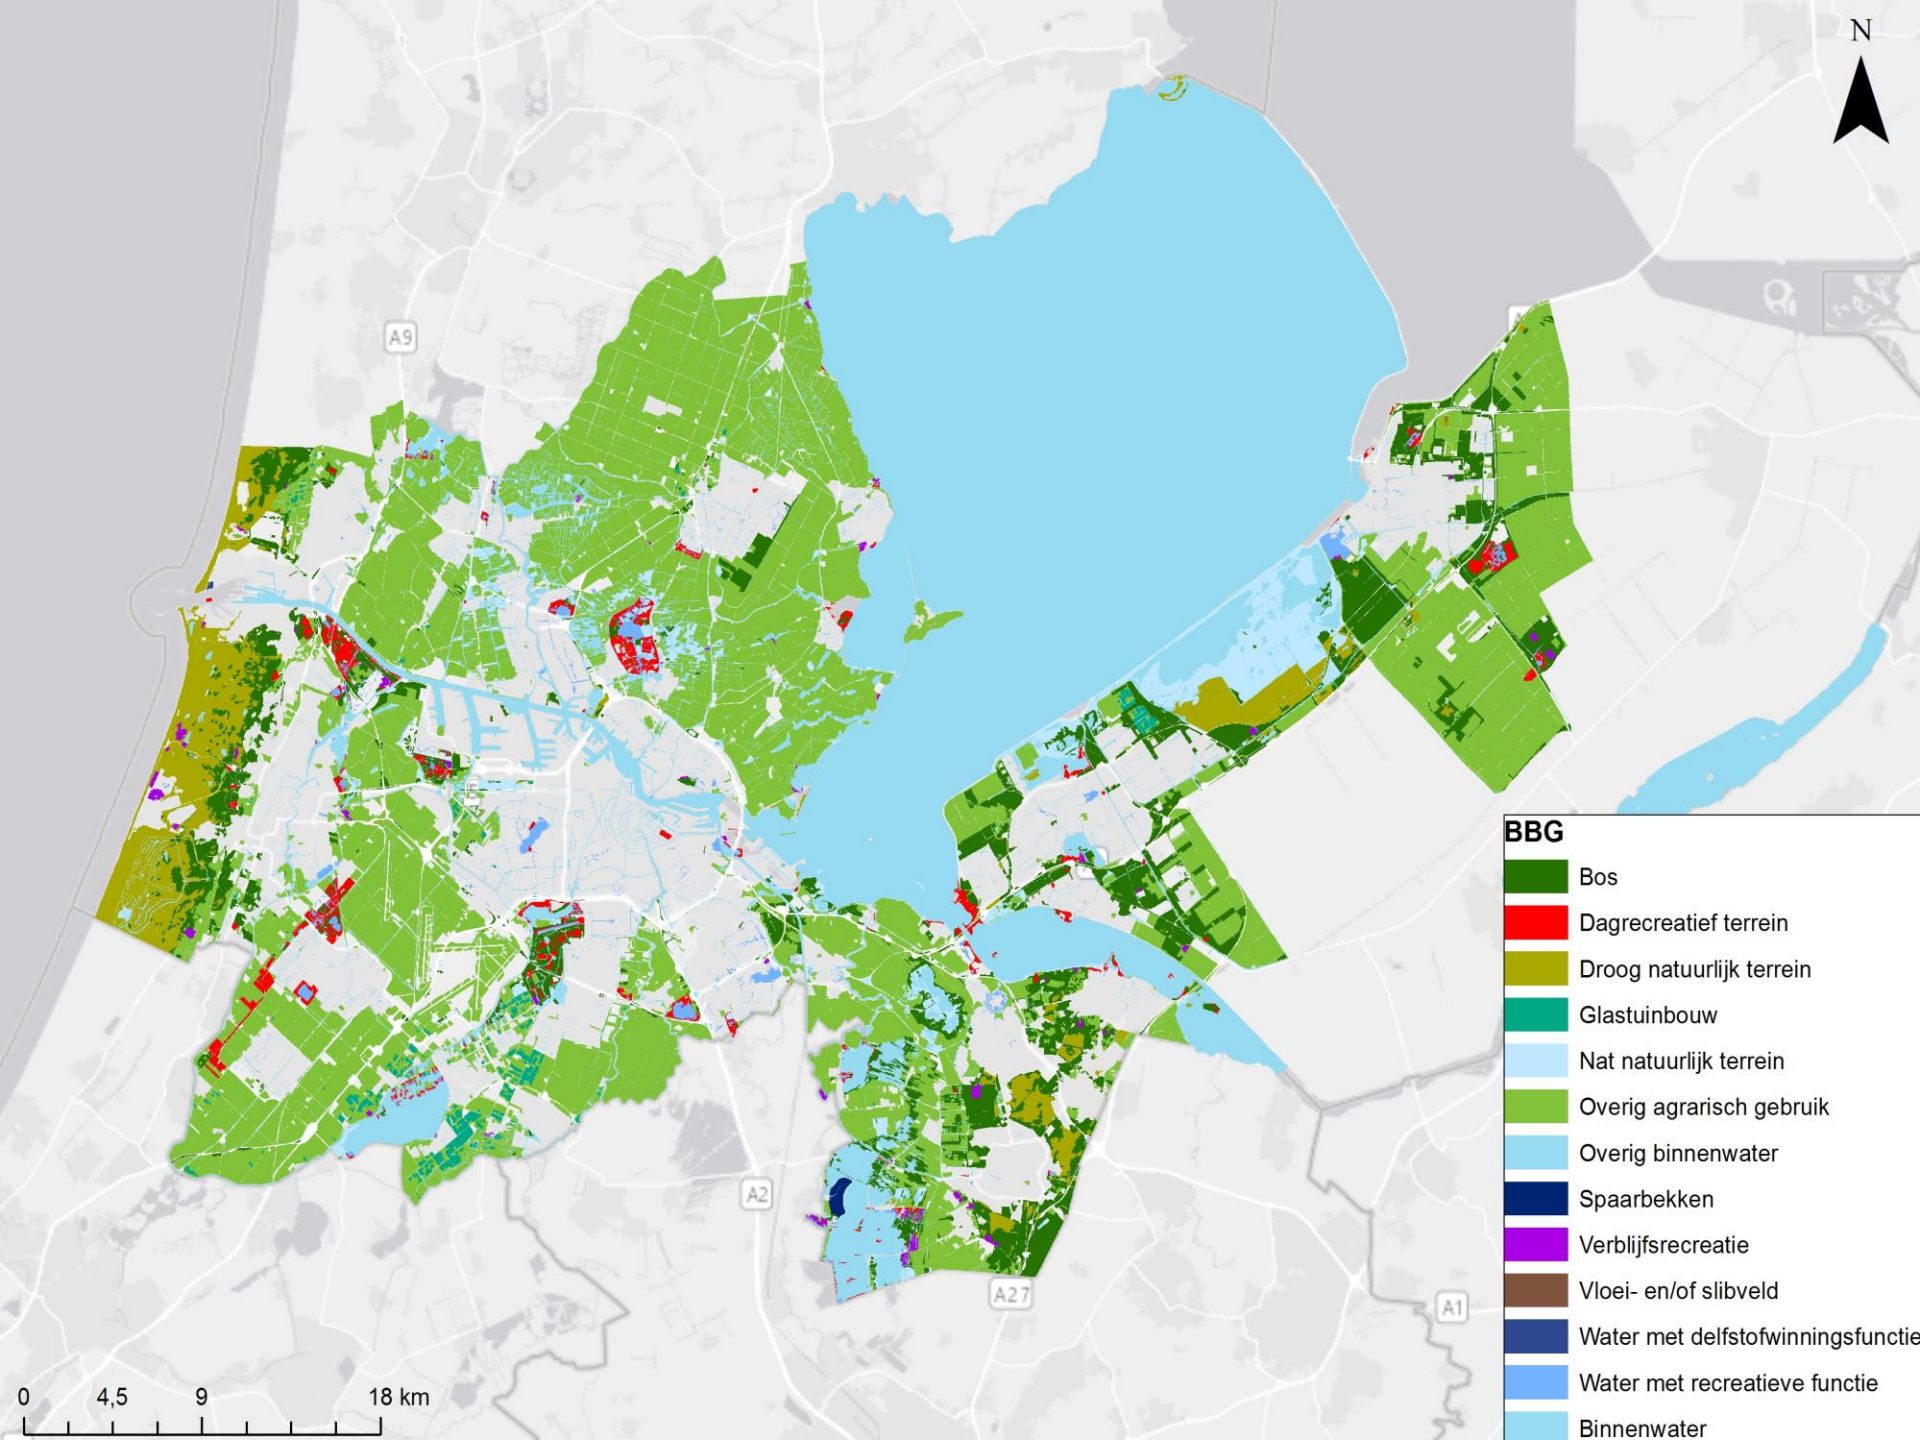 N
A9
BBG
Bos
Dagrecreatief terrein
Droog natuurlijk terrein
Glastuinbouw
Nat natuurlijk terrein
Overig agrarisch gebruik
Overig binnenwater
Spaarbekken
Verblijfsrecreatie
Vloei- en/of slibveld
Water met delfstofwinningsfunctie
Water met recreatieve functie
Binnenwater
A2
A27
A1
0 4,5 9 18 km